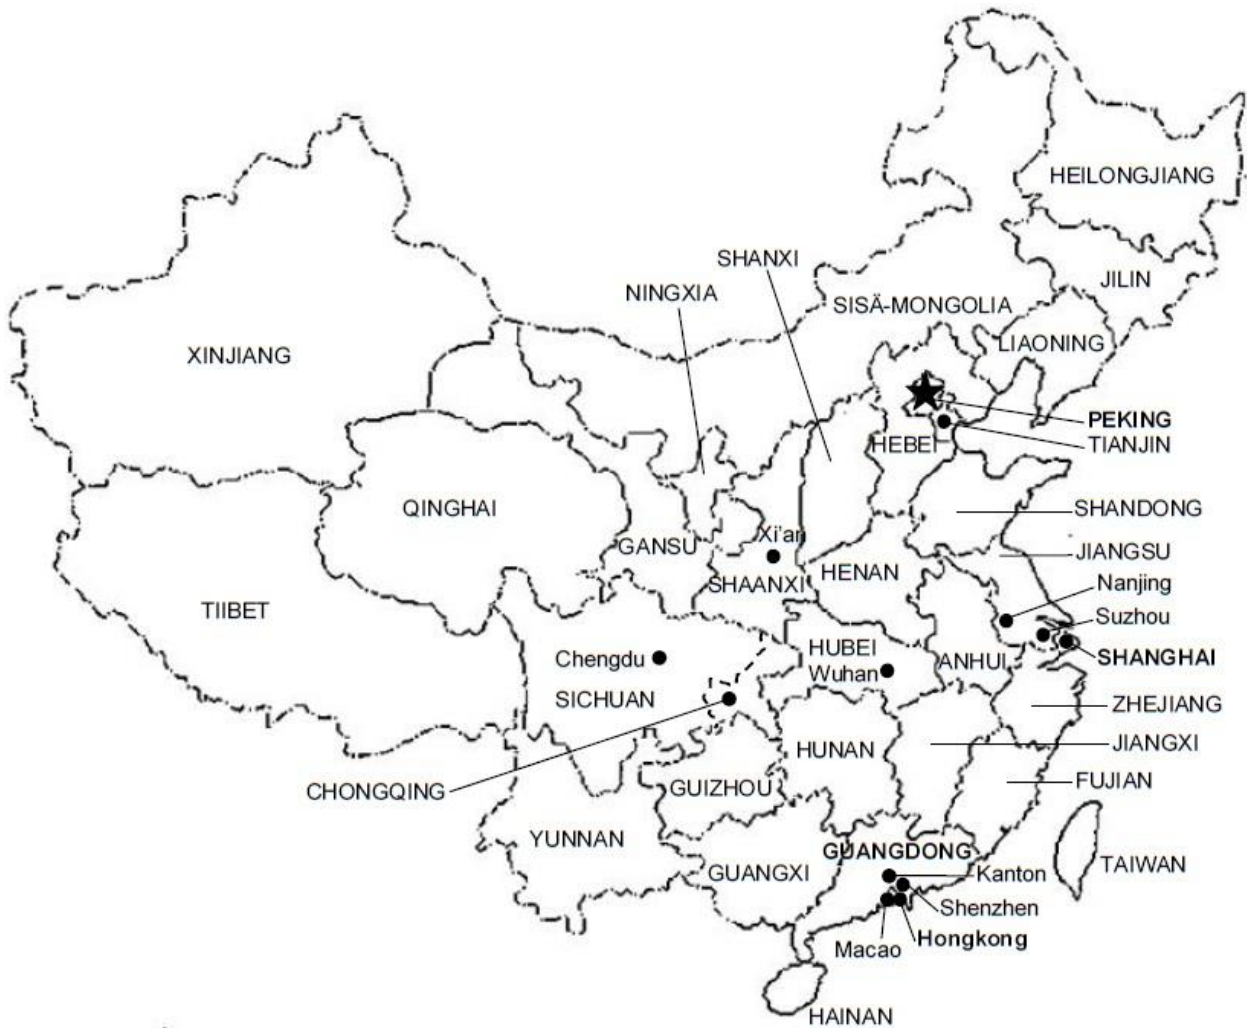 HEILONGJIANG
SHANXI
JILIN
NINGXIA
SISÄ-MONGOLIA
LIAONING
XINJIANG
PEKING
HEBEI
TIANJIN
QINGHAI
SHANDONG
Xi'an
GANSU
JIANGSU
HENAN
SHAANXI
Nanjing
TIIBET
Suzhou
HUBEI
Chengdu
ANHUI
SHANGHAI
Wuhan
SICHUAN
ZHEJIANG
HUNAN
JIANGXI
CHONGQING
GUIZHOU
FUJIAN
YUNNAN
GUANGDONG
TAIWAN
GUANGXI
Kanton
Shenzhen
Macao
Hongkong
HAINAN